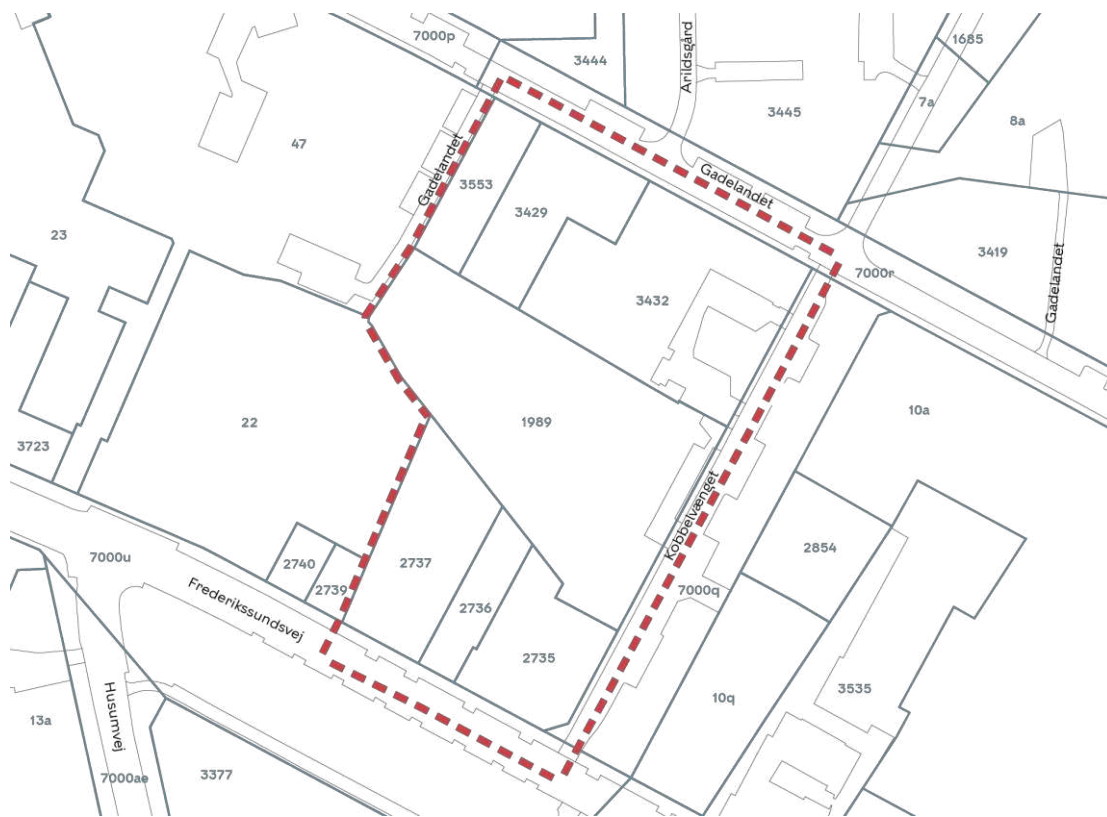 7000p
3444
Arildsgård
1685
3445
7a
8a
47
Gadelandet
3553
Gadelandet
3429
23
3419
Gadelandet
7000r
3432
22
1989
10a
3723
Kobbelvænget
7000u
2740
2739
2737
2736
2854
7000q
Frederikssundsvej
2735
3535
10q
Husumvej
13a
7000ae
3377